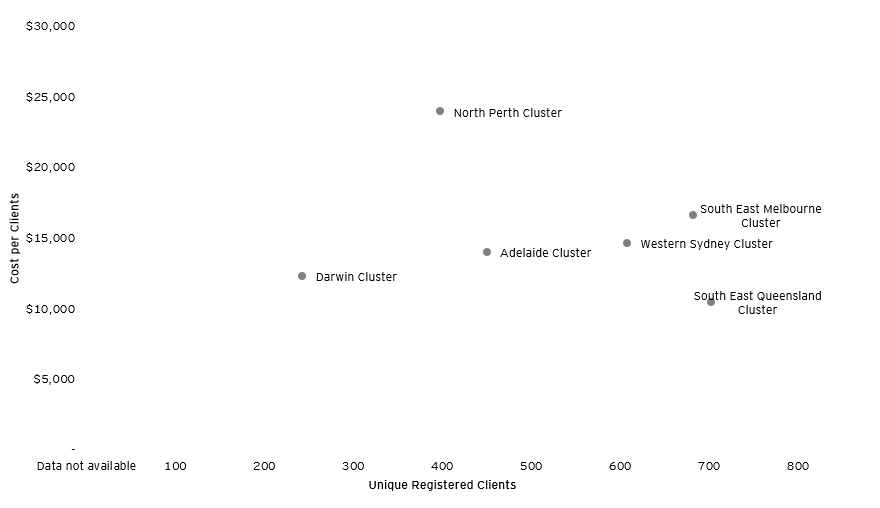 $30,000
$25,000
North Perth Cluster
$20,000
South East Melbourne
Cluster
$15,000
Western Sydney Cluster
Adelaide Cluster
Darwin Cluster
South East Queensland
Cluster
$10,000
$5,000
-
Cost per Clients
Data not available 100 200 300 400 500 600 700 800
Unique Registered Clients